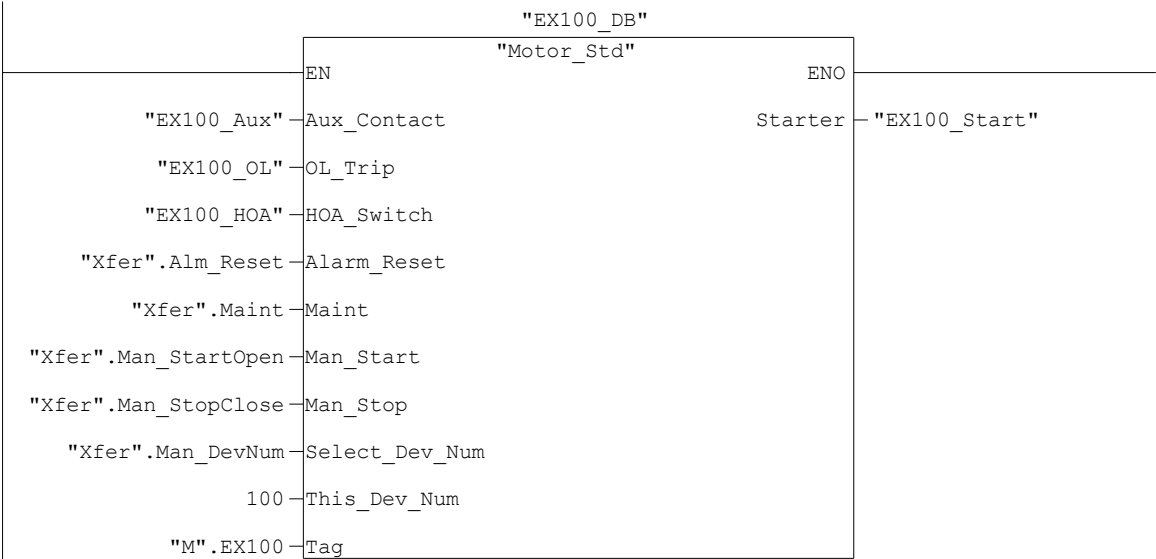 "EX100_DB"
"Motor_Std"
EN ENO
"EX100_Aux" Aux_Contact Starter "EX100_Start"
"EX100_OL" OL_Trip
"EX100_HOA" HOA_Switch
"Xfer".Alm_Reset Alarm_Reset
"Xfer".Maint Maint
"Xfer".Man_StartOpen Man_Start
"Xfer".Man_StopClose Man_Stop
"Xfer".Man_DevNum Select_Dev_Num
100 This_Dev_Num
"M".EX100 Tag